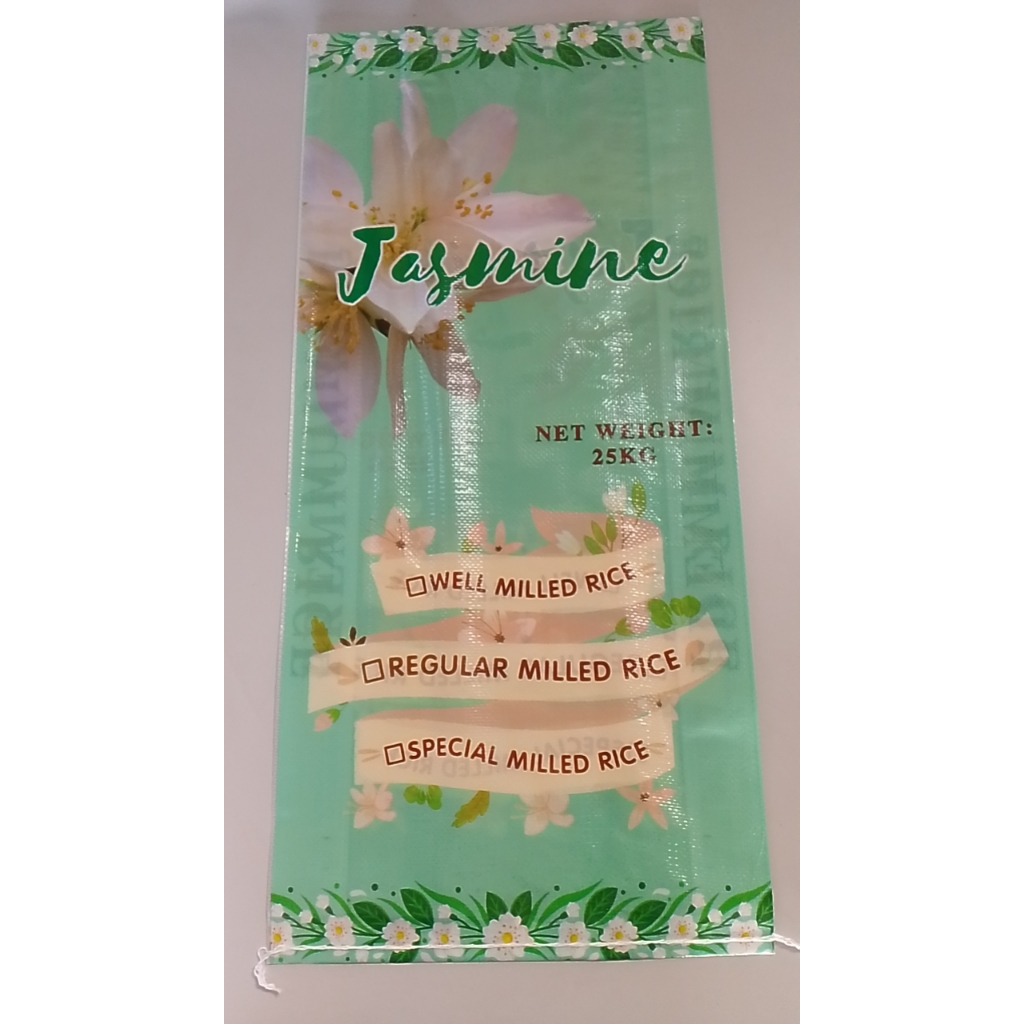 Jasmine
NET WEIGHT:
25KG
WELL MILLED RICE
REGULAR MILLED RICE
SPECIAL MILLED RICE